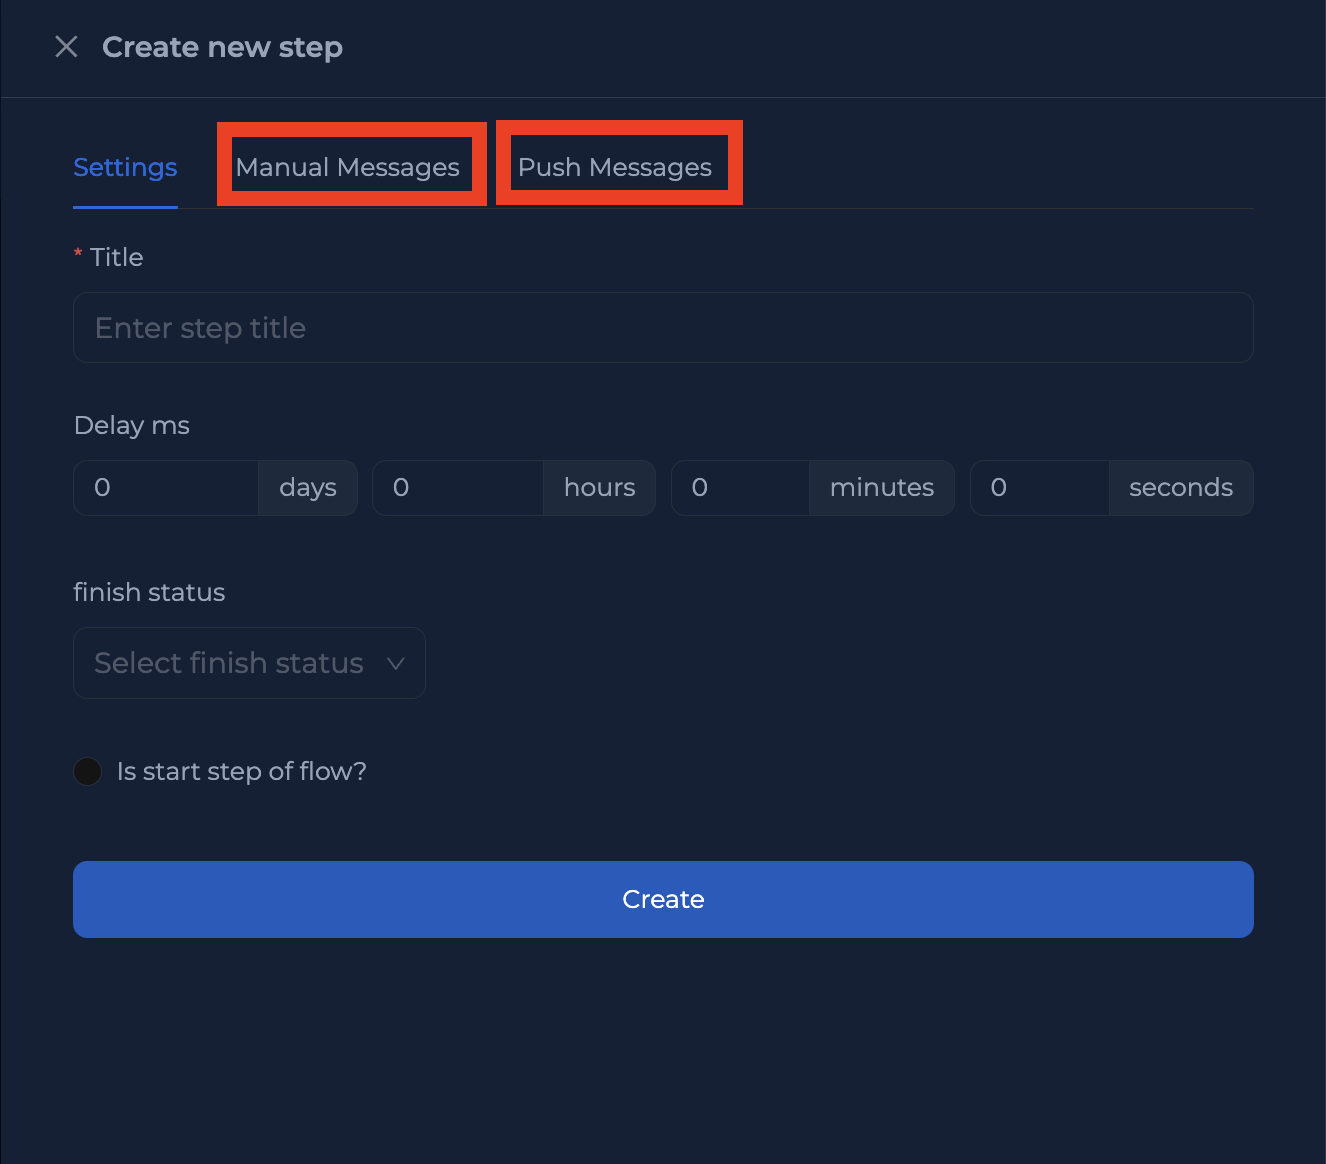 Create new step
Settings Manual Messages Push Messages
* Title
Enter step title
Delay ms
0 days 0 hours 0 minutes 0 seconds
finish status
Select finish status
Is start step of flow?
Create